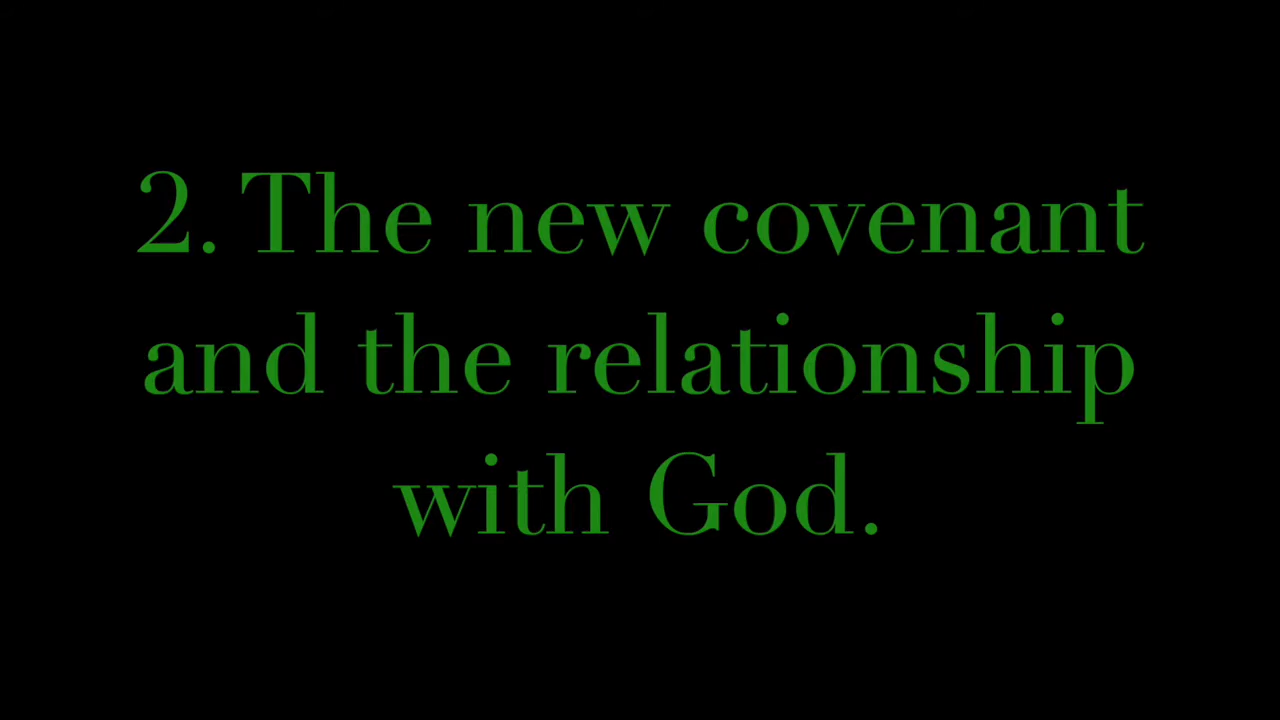 2. The new covenant
and the relationship
with God.